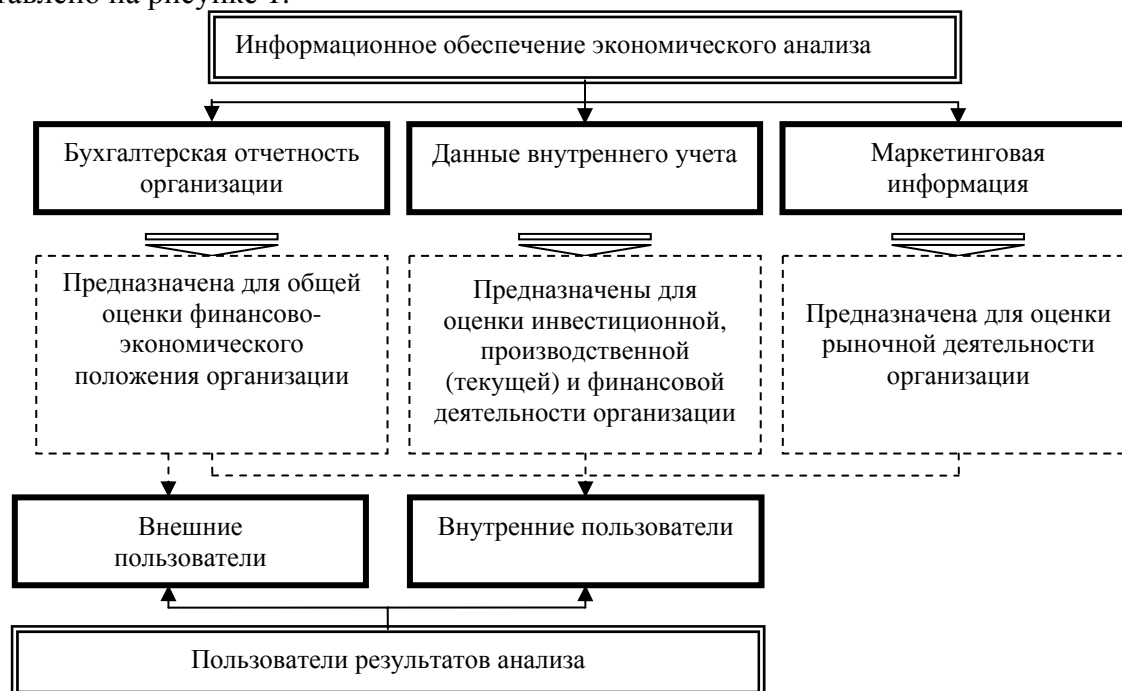 на рисунке 1.
Информационное обеспечение экономического анализа
Бухгалтерская отчетность
организации
Данные внутреннего учета
Маркетинговая
информация
Предназначена для общей
оценки финансово-
экономического
положения организации
Предназначены для
оценки инвестиционной,
производственной
(текущей) и финансовой
деятельности организации
Предназначена для оценки
рыночной деятельности
организации
Внешние
пользователи
Внутренние пользователи
Пользователи результатов анализа